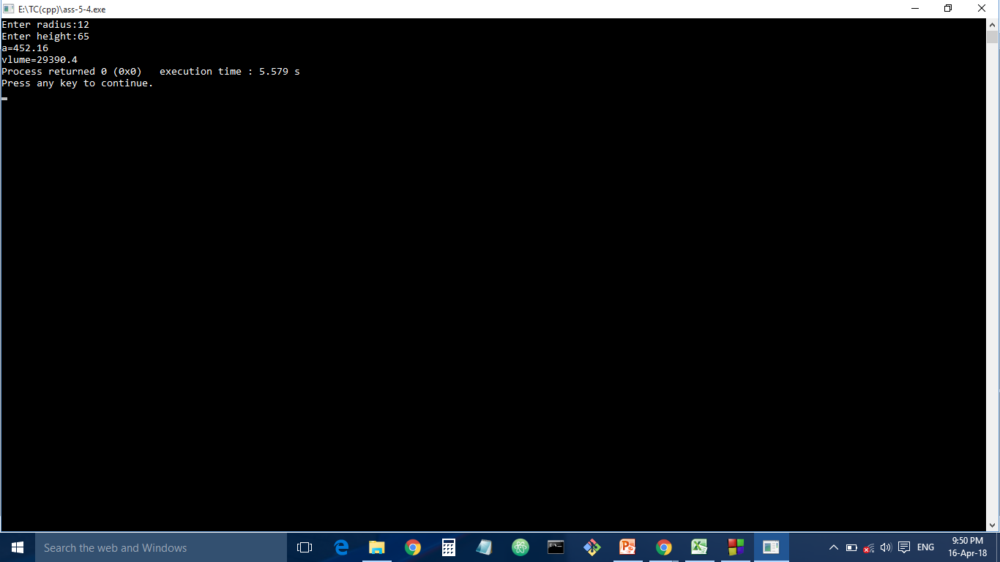 E:\TC(cpp)\ass-5-4.exe
Enter radius:12
Enter height:65
a=452.16
vlume=29390.4
Process returned 0 (0x0)   execution time : 5.579 s
Press any key to continue.
Search the web and Windows
ENG
9:50 PM
16-Apr-18